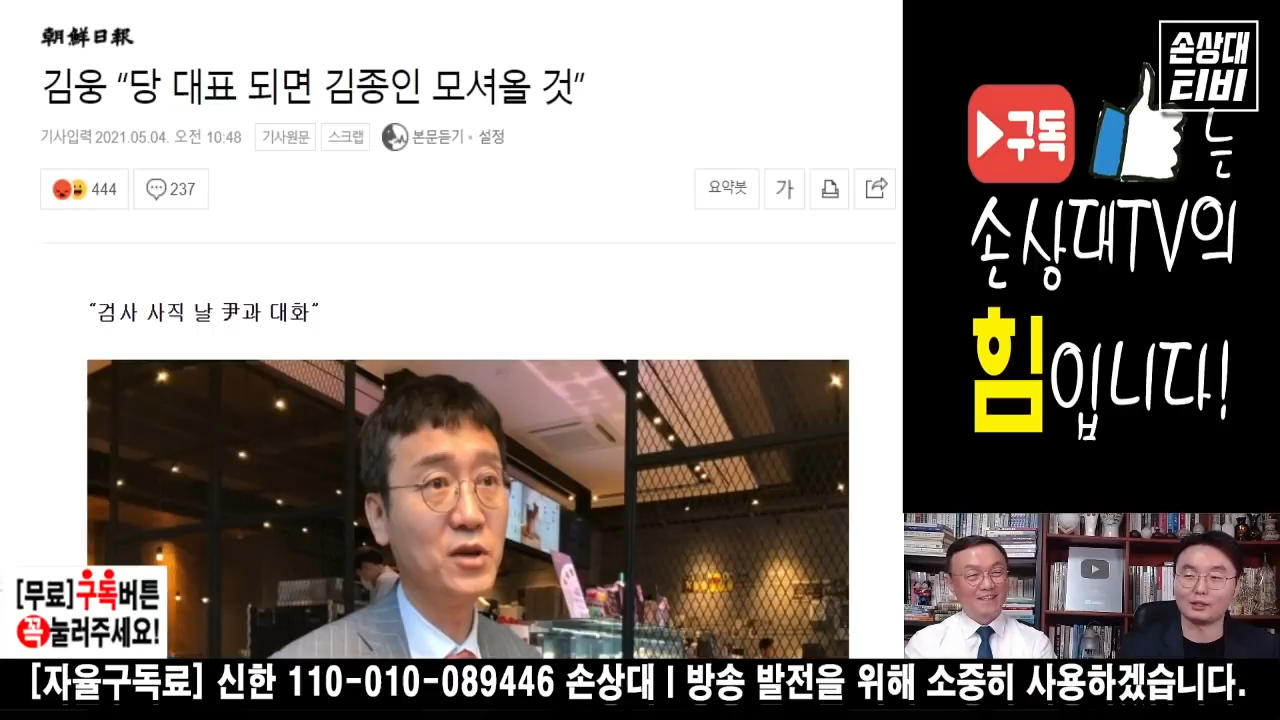 朝鮮日報
김웅 “당 대표 되면 김종인 모셔올 것”
기사입력 2021.05.04. 오전 10:48 기사원문 스크랩 본문듣기 · 설정
444 237 요약봇 가
“검사 사직 날 尹과 대화”
손상대
티비
구독 는
손상대TV의
힘입니다!
[무료]구독버튼
꼭눌러주세요!
[자율구독료] 신한 110-010-089446 손상대 | 방송 발전을 위해 소중히 사용하겠습니다.